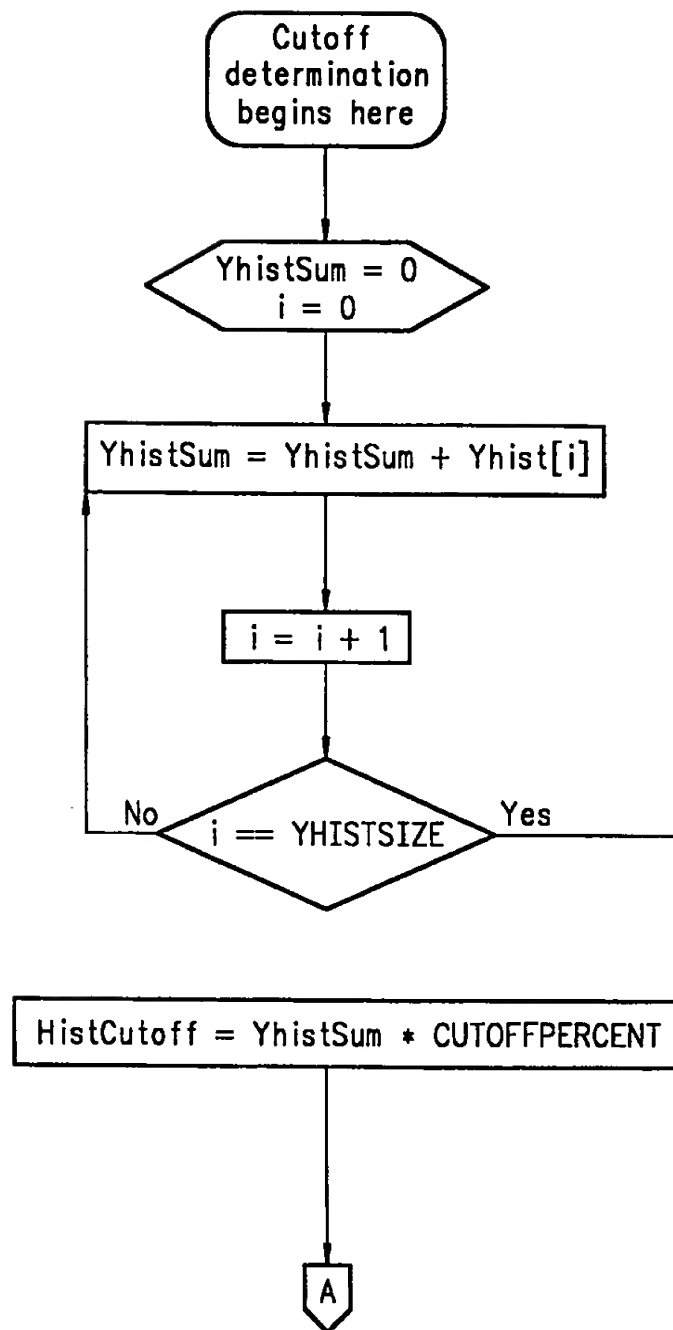 Cutoff
determination
begins here
YhistSum = 0
i = 0
YhistSum = YhistSum + Yhist[i]
i = i + 1
No
i == YHISTSIZE
Yes
HistCutoff = YhistSum * CUTOFFPERCENT
A